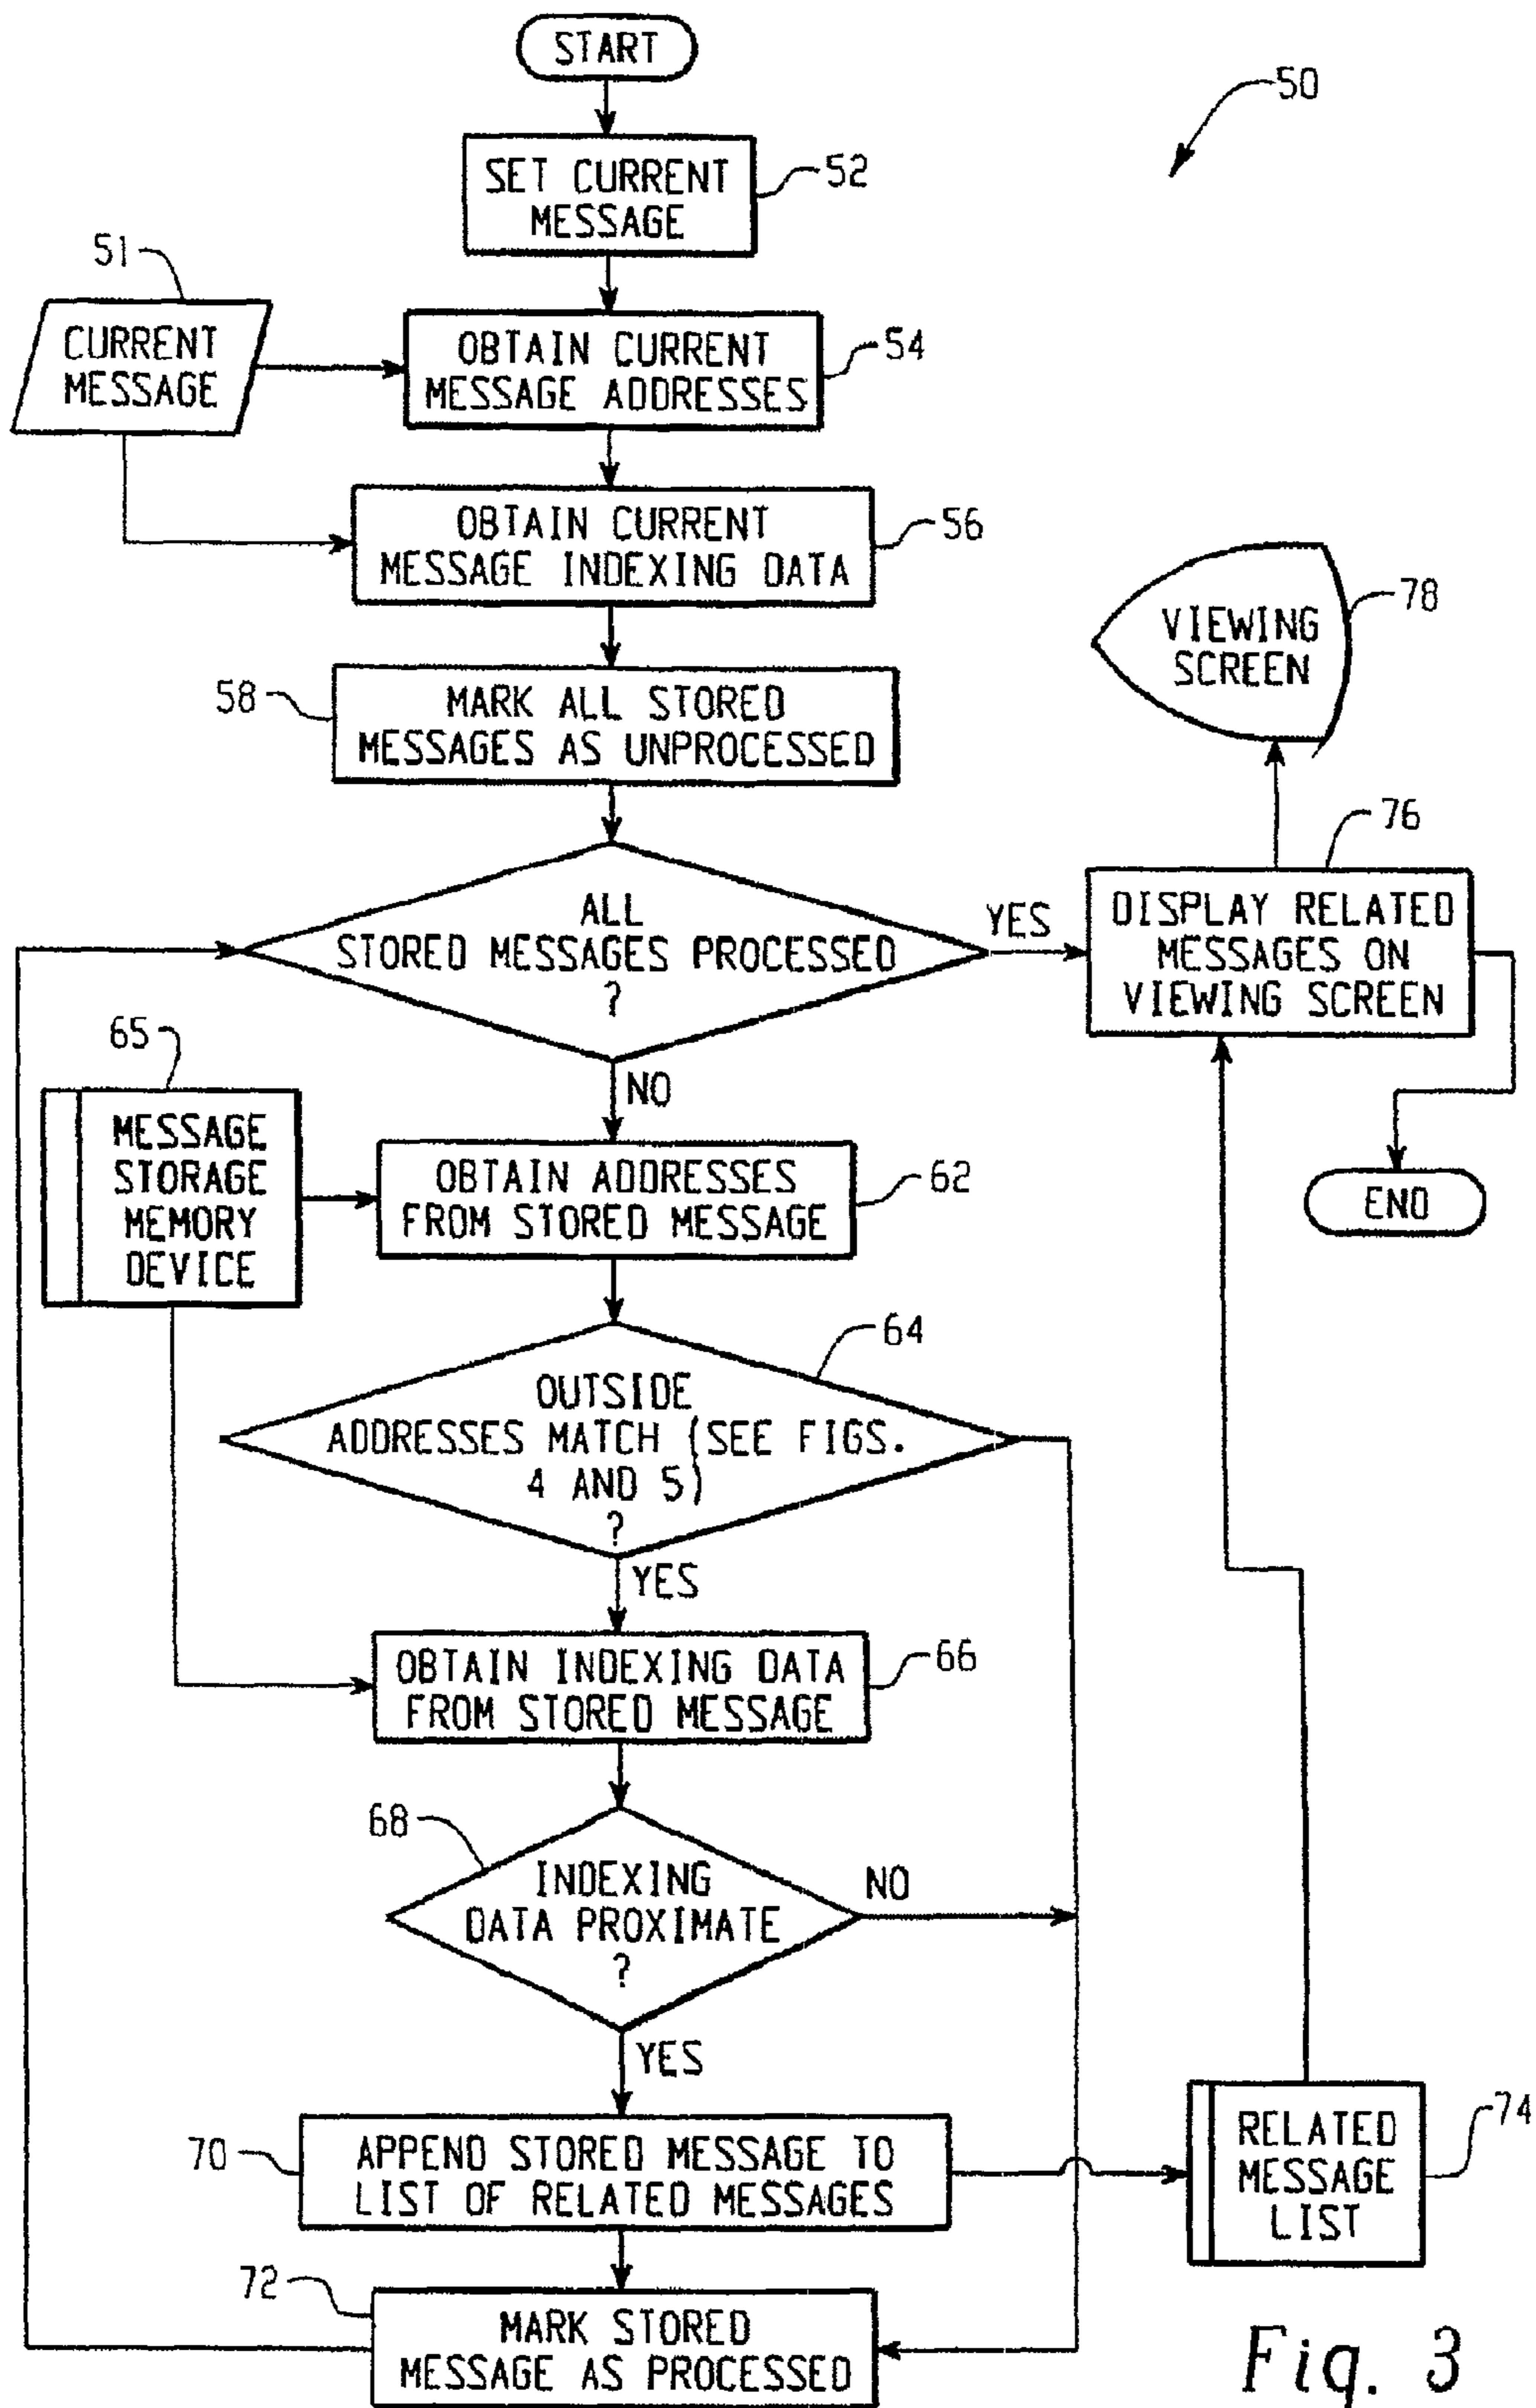 START
50
SET CURRENT
MESSAGE
52
51
CURRENT
MESSAGE
OBTAIN CURRENT
MESSAGE ADDRESSES
54
OBTAIN CURRENT
MESSAGE INDEXING DATA
56
VIEWING
SCREEN
78
58
MARK ALL STORED
MESSAGES AS UNPROCESSED
76
ALL
STORED MESSAGES PROCESSED
?
YES
DISPLAY RELATED
MESSAGES ON
VIEWING SCREEN
NO
65
MESSAGE
STORAGE
MEMORY
DEVICE
OBTAIN ADDRESSES
FROM STORED MESSAGE
62
END
64
OUTSIDE
ADDRESSES MATCH (SEE FIGS.
4 AND 5)
?
YES
OBTAIN INDEXING DATA
FROM STORED MESSAGE
66
68
INDEXING
DATA PROXIMATE
?
NO
YES
70
APPEND STORED MESSAGE TO
LIST OF RELATED MESSAGES
RELATED
MESSAGE
LIST
74
72
MARK STORED
MESSAGE AS PROCESSED
Fig. 3